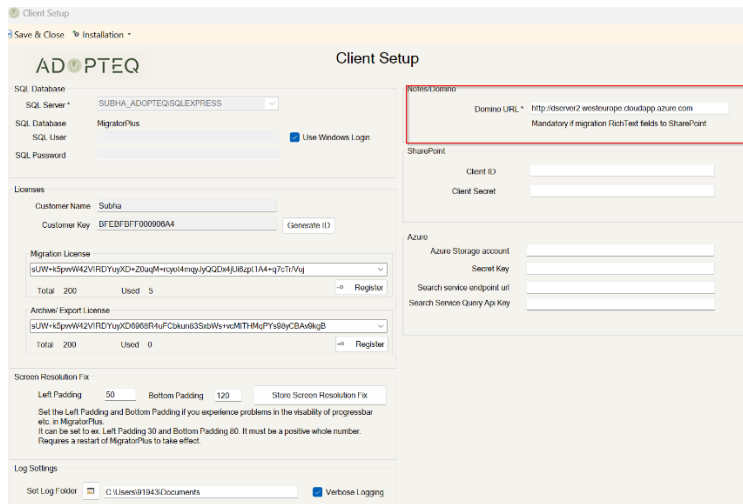 Client Setup
Save & Close Installation
ADOPTEQ
Client Setup
SQL Database
SQL Server * SUBHA_ADOPTEQ\SQLEXPRESS
SQL Database MigratorPlus
SQL User
Use Windows Login
SQL Password
Licenses
Customer Name Subha
Customer Key BFEBFBFF000906A4 Generate ID
Migration License
Total 200 Used 5 Register
Archive/ Export License
Total 200 Used 0 Register
Screen Resolution Fix
Left Padding 50 Bottom Padding 120 Store Screen Resolution Fix
Set the Left Padding and Bottom Padding if you experience problems in the visability of progressbar
etc. in MigratorPlus.
It can be set to ex. Left Padding 30 and Bottom Padding 80. It must be a positive whole number.
Requires a restart of MigratorPlus to take effect.
Log Settings
Set Log Folder C:\Users\91943\Documents Verbose Logging
Notes/Domino
Domino URL * http://dserver2.westeurope.cloudapp.azure.com
Mandatory if migration RichText fields to SharePoint
SharePoint
Client ID
Client Secret
Azure
Azure Storage account
Secret Key
Search service endpoint url
Search Service Query Api Key